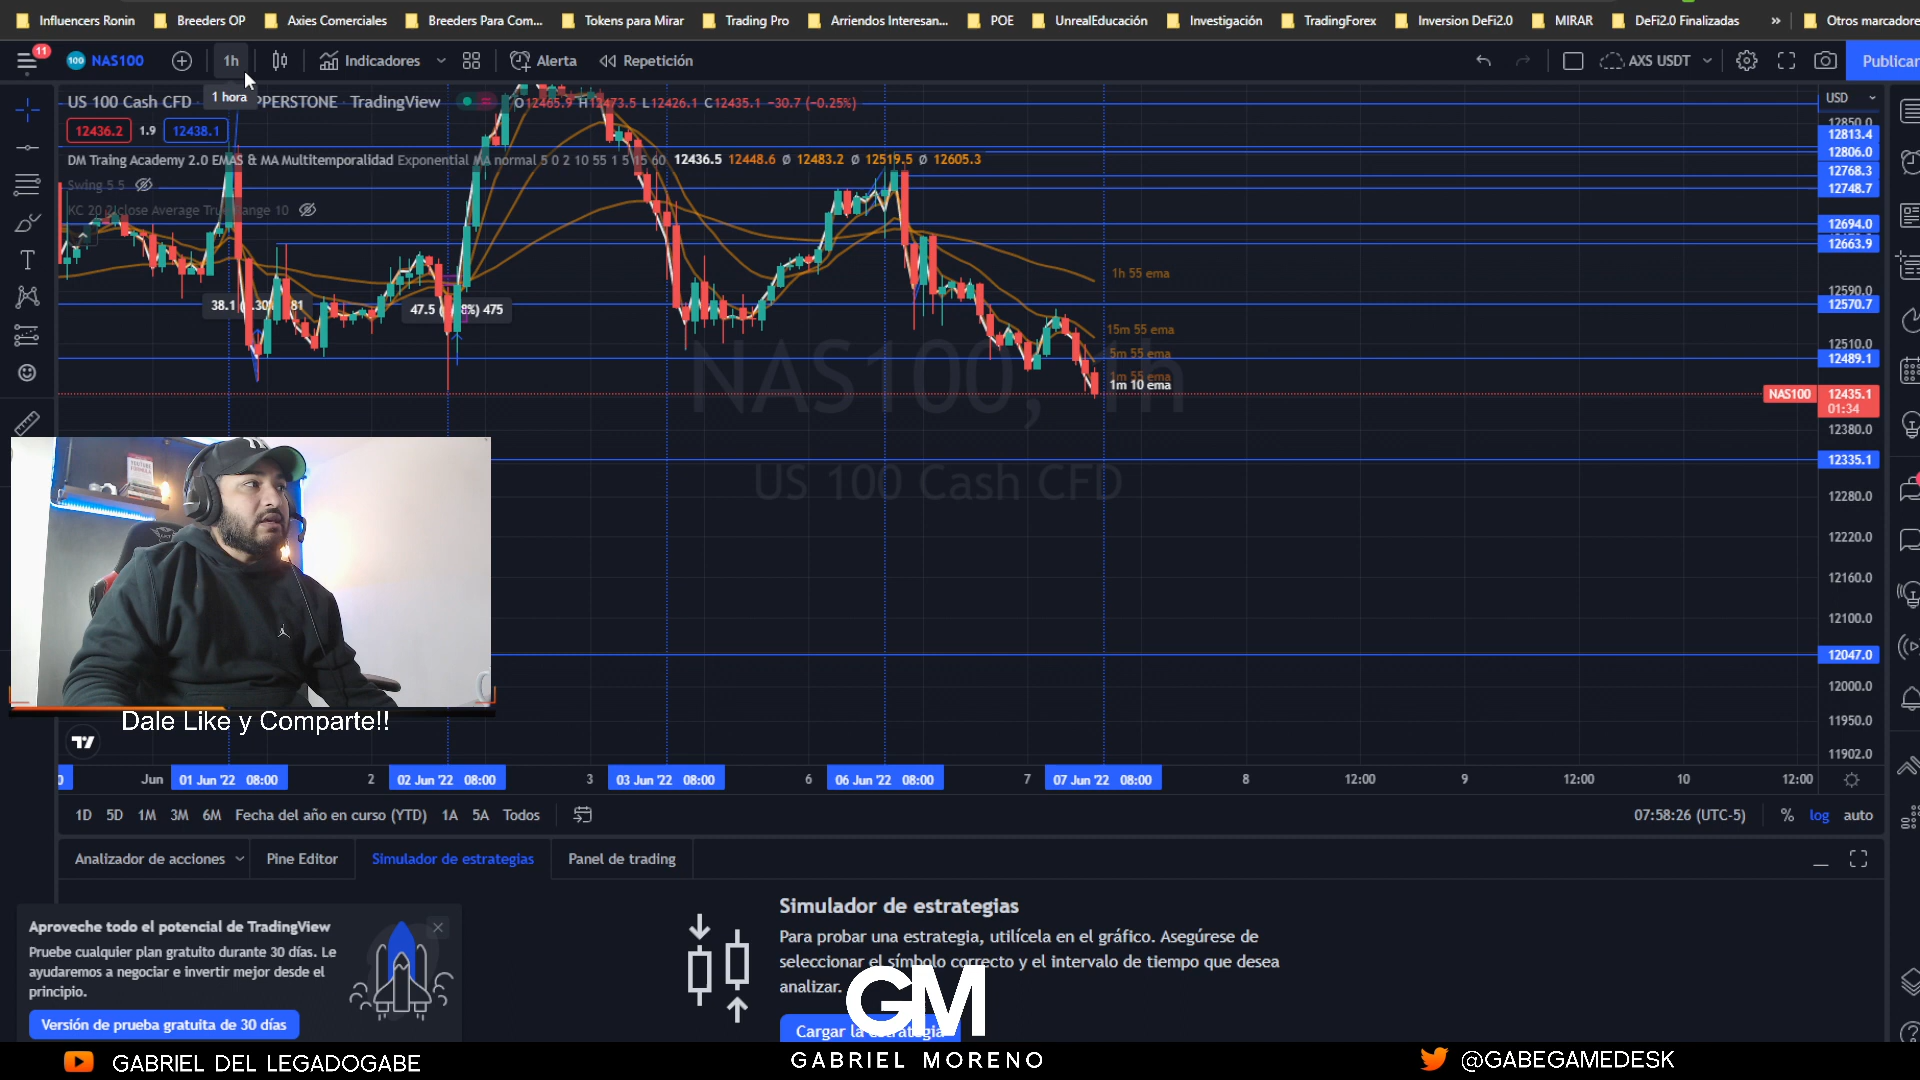 Influencers Ronin
Breeders OP
Axies Comerciales
Breeders Para Com...
Tokens para Mirar
Trading Pro
Arriendos Interesan...
POE
UnrealEducación
Investigación
TradingForex
Inversion DeFi2.0
MIRAR
DeFi2.0 Finalizadas
»
Otros marcadore
11
100
NAS100
1h
Indicadores
Alerta
Repetición
AXS USDT
Publicar
1 hora
US 100 Cash CFD
PPERSTONE
TradingView
O12465.9 H12473.5 L12426.1 C12435.1 −30.7 (−0.25%)
USD
12436.2
1.9
12438.1
DM Traing Academy 2.0 EMAS & MA Multitemporalidad Exponential MA normal 5 0 2 10 55 1 5 15 60 12436.5 12448.6 Ø 12483.2 Ø 12519.5 Ø 12605.3
Swing 5 5
12850.0
12813.4
12806.0
12768.3
12748.7
12694.0
12663.9
12590.0
12570.7
12510.0
12489.1
NAS100
12435.1
01:34
12380.0
12335.1
12280.0
12220.0
12160.0
12100.0
12047.0
12000.0
11950.0
11902.0
1h 55 ema
15m 55 ema
5m 55 ema
1m 55 ema
1m 10 ema
NAS100, 1h
US 100 Cash CFD
Dale Like y Comparte!!
Jun
01 Jun '22 08:00
2
02 Jun '22 08:00
3
03 Jun '22 08:00
6
06 Jun '22 08:00
7
07 Jun '22 08:00
8
12:00
9
12:00
10
12:00
1D 5D 1M 3M 6M Fecha del año en curso (YTD) 1A 5A Todos
07:58:26 (UTC-5)
% log auto
Analizador de acciones
Pine Editor
Simulador de estrategias
Panel de trading
Aproveche todo el potencial de TradingView
Pruebe cualquier plan gratuito durante 30 días. Le
ayudaremos a negociar e invertir mejor desde el
principio.
Versión de prueba gratuita de 30 días
Simulador de estrategias
Para probar una estrategia, utilícela en el gráfico. Asegúrese de
seleccionar el símbolo correcto y el intervalo de tiempo que desea
analizar.
Cargar la estrategia
GM
GABRIEL MORENO
GABRIEL DEL LEGADOGABE
@GABEGAMEDESK